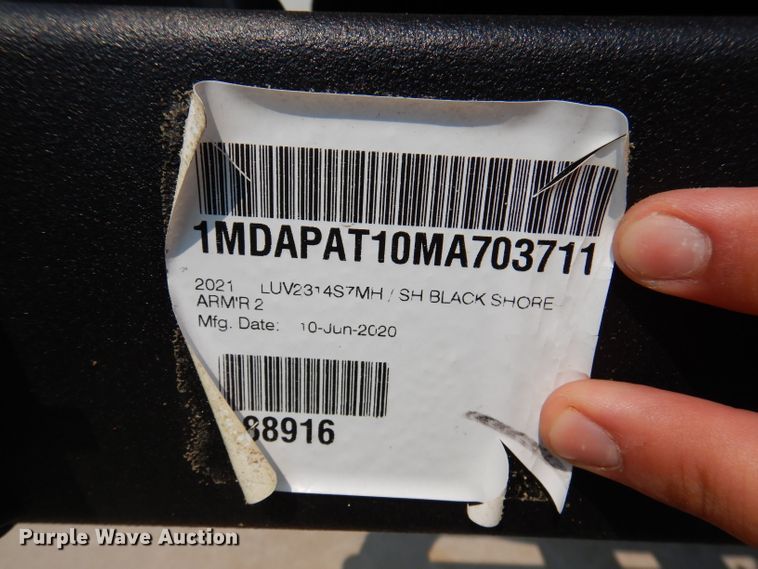 1MDAPAT10MA703711
2021 LUV2314S7MH / SH BLACK SHORE
ARM'R 2
Mfg. Date: 10-Jun-2020
88916
Purple Wave Auction